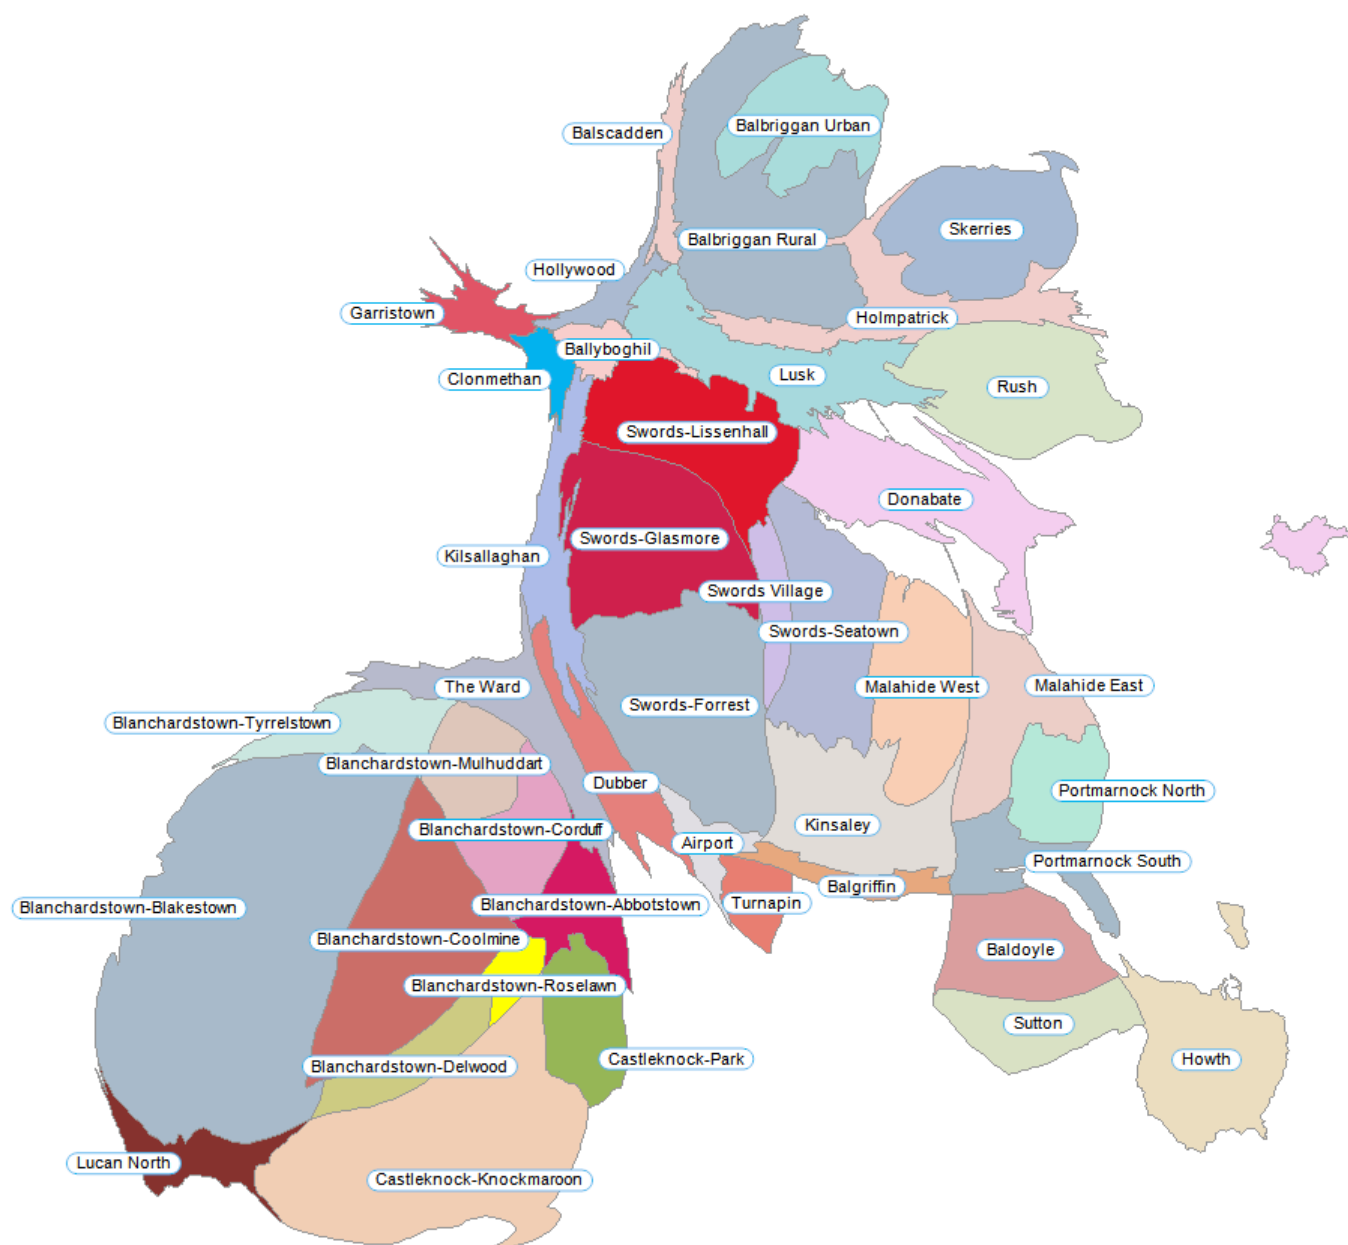 Balbriggan Urban
Balscadden
Skerries
Balbriggan Rural
Hollywood
Garristown
Holmpatrick
Ballyboghil
Lusk
Clonmethan
Rush
Swords-Lissenhall
Donabate
Swords-Glasmore
Kilsallaghan
Swords Village
Swords-Seatown
The Ward
Malahide West
Malahide East
Swords-Forrest
Blanchardstown-Tyrrelstown
Blanchardstown-Mulhuddart
Dubber
Portmarnock North
Kinsaley
Blanchardstown-Corduff
Airport
Portmarnock South
Balgriffin
Turnapin
Blanchardstown-Abbotstown
Blanchardstown-Blakestown
Blanchardstown-Coolmine
Baldoyle
Blanchardstown-Roselawn
Sutton
Castleknock-Park
Howth
Blanchardstown-Delwood
Lucan North
Castleknock-Knockmaroon